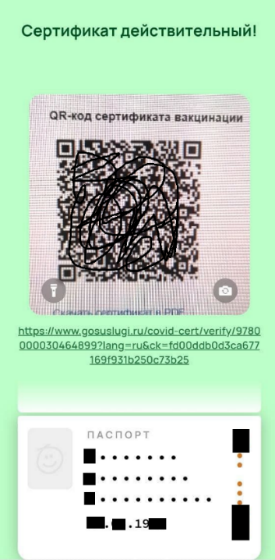 Сертификат действительный!
QR-код сертификата вакцинации
Скачать сертификат в PDF
https://www.gosuslugi.ru/covid-cert/verify/9780
000030464899?lang=ru&ck=fd00ddb0d3ca677
169f931b250c73b25
ПАСПОРТ
.19